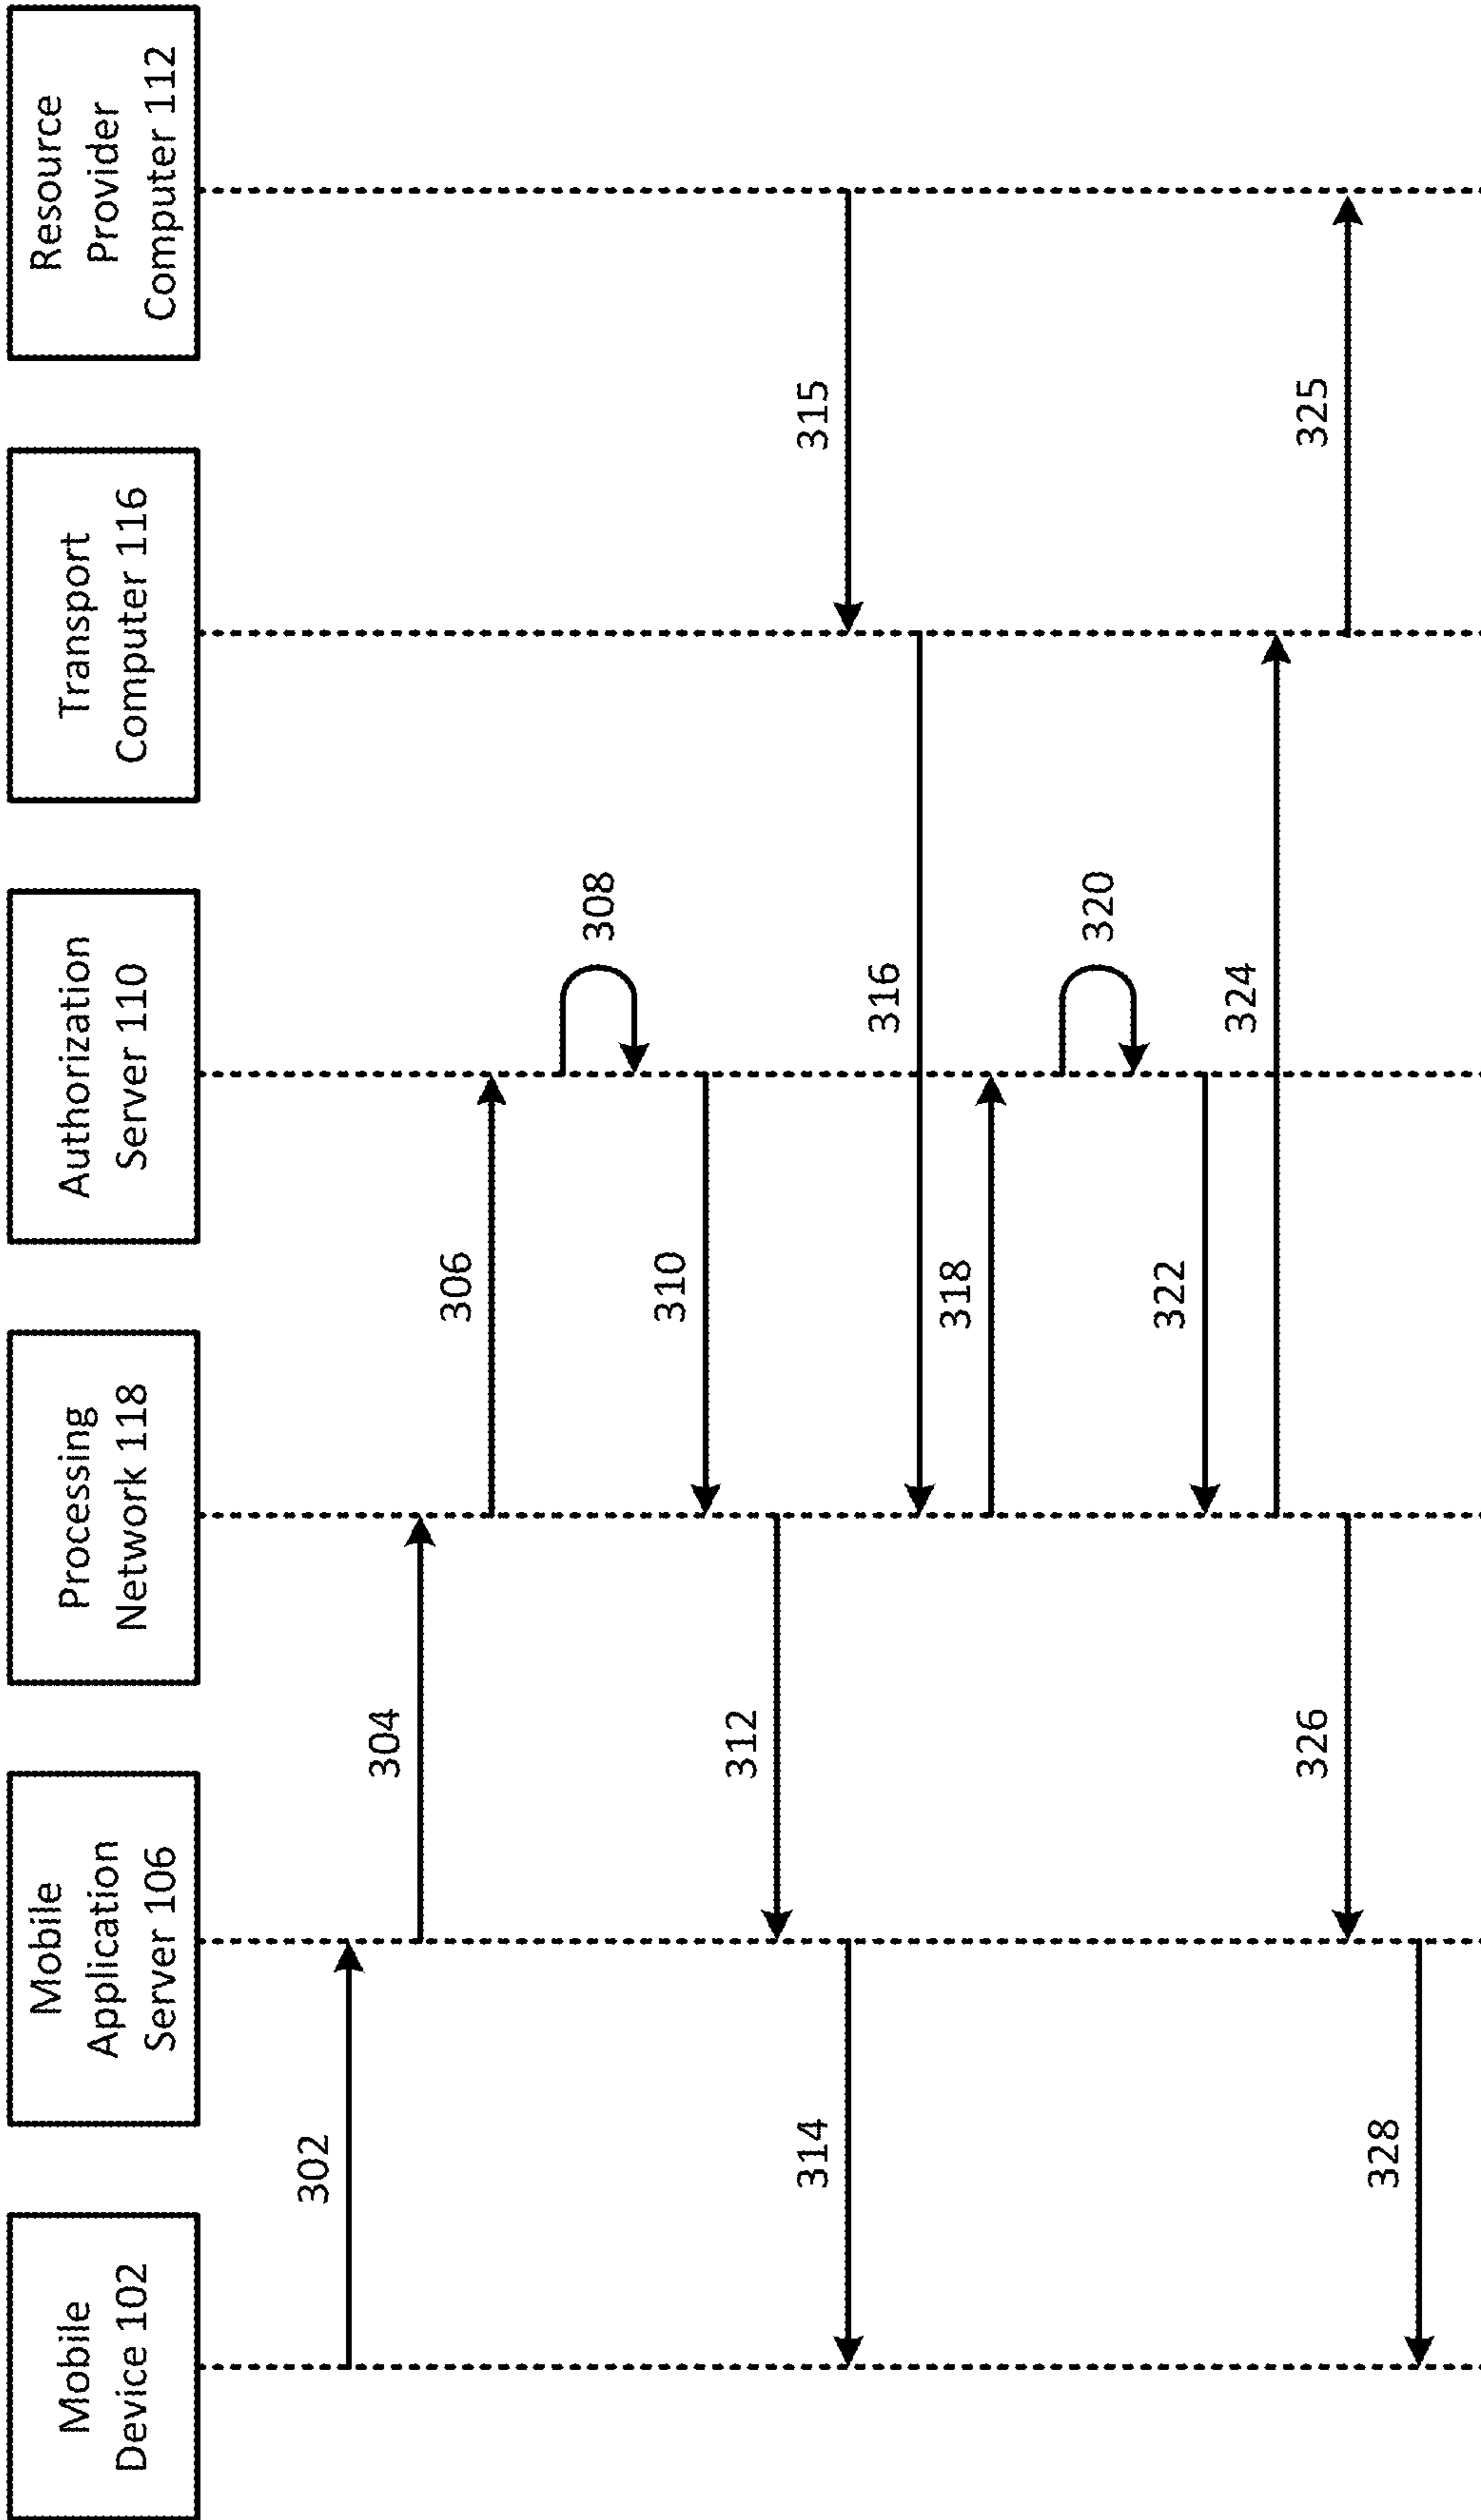 Mobile
Device 102
Mobile
Application
Server 106
Processing
Network 118
Authorization
Server 110
Transport
Computer 116
Resource
Provider
Computer 112
302
304
306
308
310
312
314
315
316
318
320
322
324
325
326
328